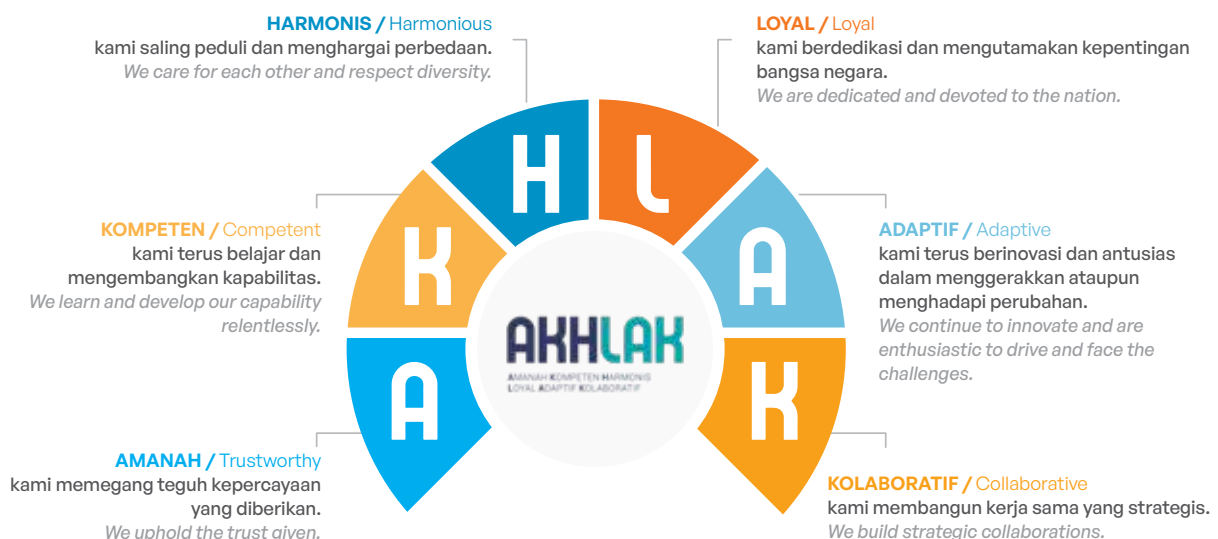 HARMONIS / Harmonious
kami saling peduli dan menghargai perbedaan.
We care for each other and respect diversity.
LOYAL / Loyal
kami berdedikasi dan mengutamakan kepentingan
bangsa negara.
We are dedicated and devoted to the nation.
H
L
KOMPETEN / Competent
kami terus belajar dan
mengembangkan kapabilitas.
We learn and develop our capability
relentlessly.
K
A
ADAPTIF / Adaptive
kami terus berinovasi dan antusias
dalam menggerakkan ataupun
menghadapi perubahan.
We continue to innovate and are
enthusiastic to drive and face the
challenges.
AKHLAK
AMANAH KOMPETEN HARMONIS
LOYAL ADAPTIF KOLABORATIF
A
K
AMANAH / Trustworthy
kami memegang teguh kepercayaan
yang diberikan.
We uphold the trust given.
KOLABORATIF / Collaborative
kami membangun kerja sama yang strategis.
We build strategic collaborations.